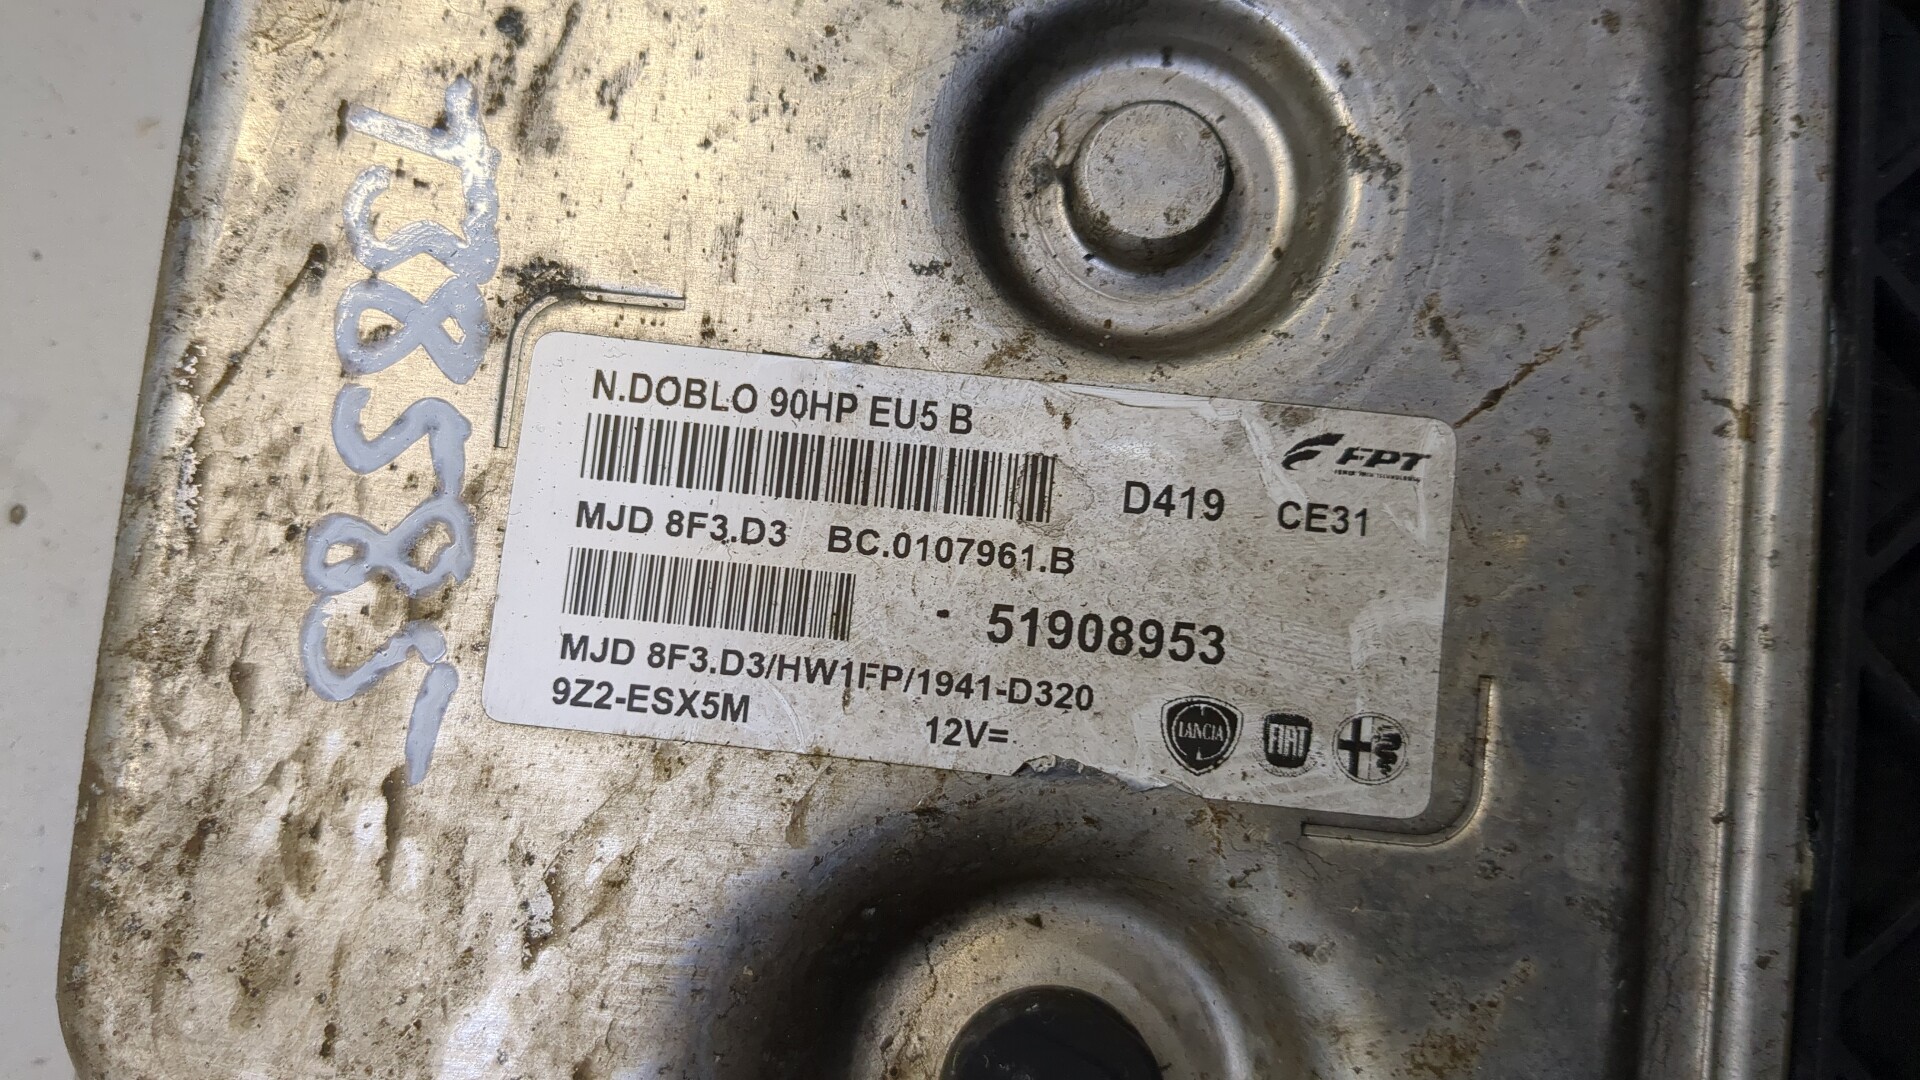 T38S85
N.DOBLO 90HP EU5 B
FPT
D419 CE31
MJD 8F3.D3 BC.0107961.B
- 51908953
MJD 8F3.D3/HW1FP/1941-D320
9Z2-ESX5M
12V=
LANCIA
FIAT